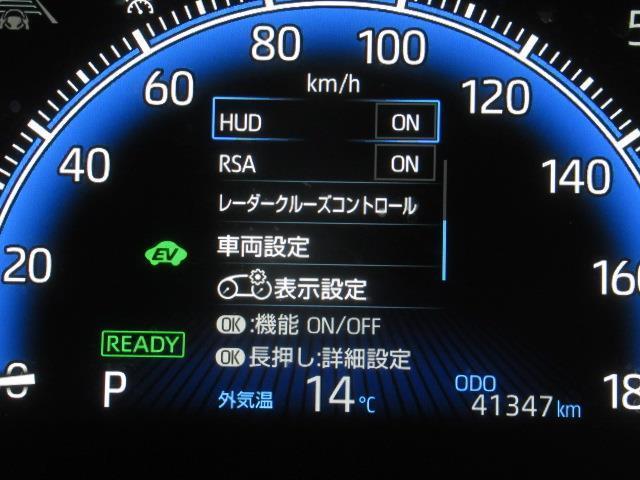 80 100
60 km/h 120
HUD ON
40 RSA ON 140
レーダークルーズコントロール
車両設定
EV
20 160
表示設定
OK:機能 ON/OFF
READY
OK長押し:詳細設定
0 P 外気温 14℃ ODO 41347km